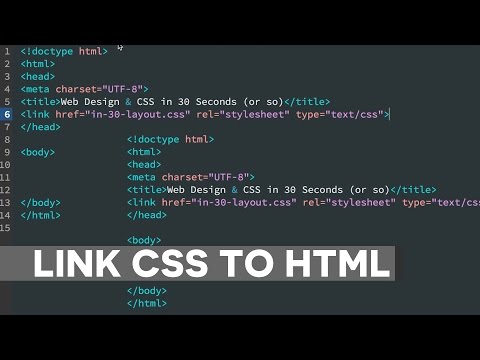 1 <!doctype html>
2 <html>
3 <head>
4 <meta charset="UTF-8">
5 <title>Web Design & CSS in 30 Seconds (or so)</title>
6 <link href="in-30-layout.css" rel="stylesheet" type="text/css">
7 </head>
8 <!doctype html>
9 <body> <html>
10 <head>
11 <meta charset="UTF-8">
12 <title>Web Design & CSS in 30 Seconds (or so)</title>
13 </body> <link href="in-30-layout.css" rel="stylesheet" type="text/css
14 </html> </head>
15
<body>
LINK CSS TO HTML
</body>
</html>